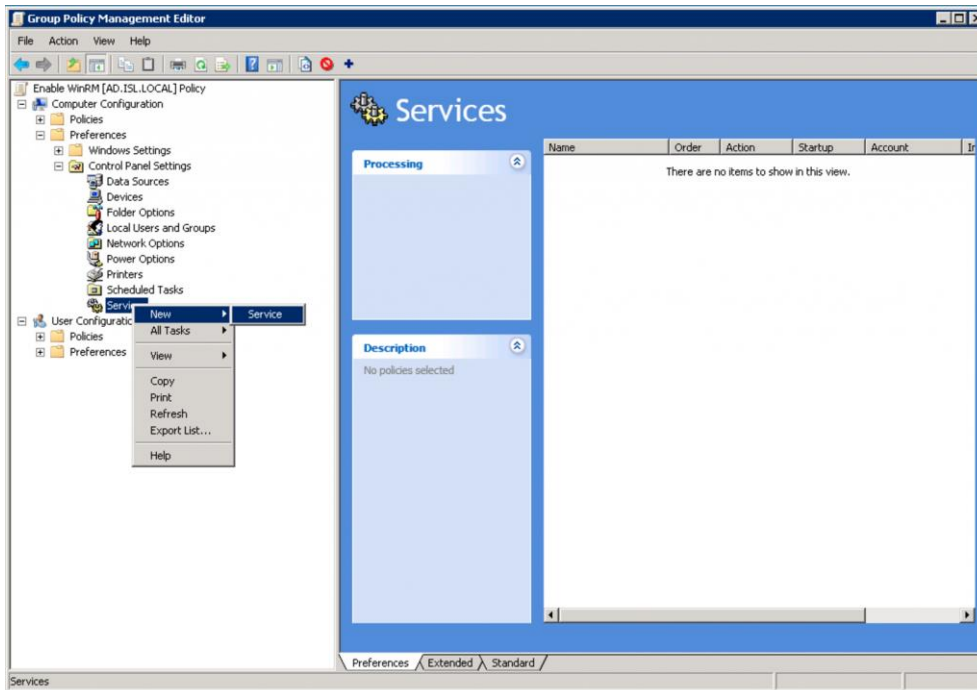 Group Policy Management Editor
File Action View Help
Enable WinRM [AD.ISL.LOCAL] Policy
Computer Configuration
Policies
Preferences
Windows Settings
Control Panel Settings
Data Sources
Devices
Folder Options
Local Users and Groups
Network Options
Power Options
Printers
Scheduled Tasks
Servi
User Configuratic
Policies
Preferences
New
Service
All Tasks
View
Copy
Print
Refresh
Export List...
Help
Services
Processing
Description
No policies selected
Name Order Action Startup Account Ir
There are no items to show in this view.
Preferences Extended Standard
Services